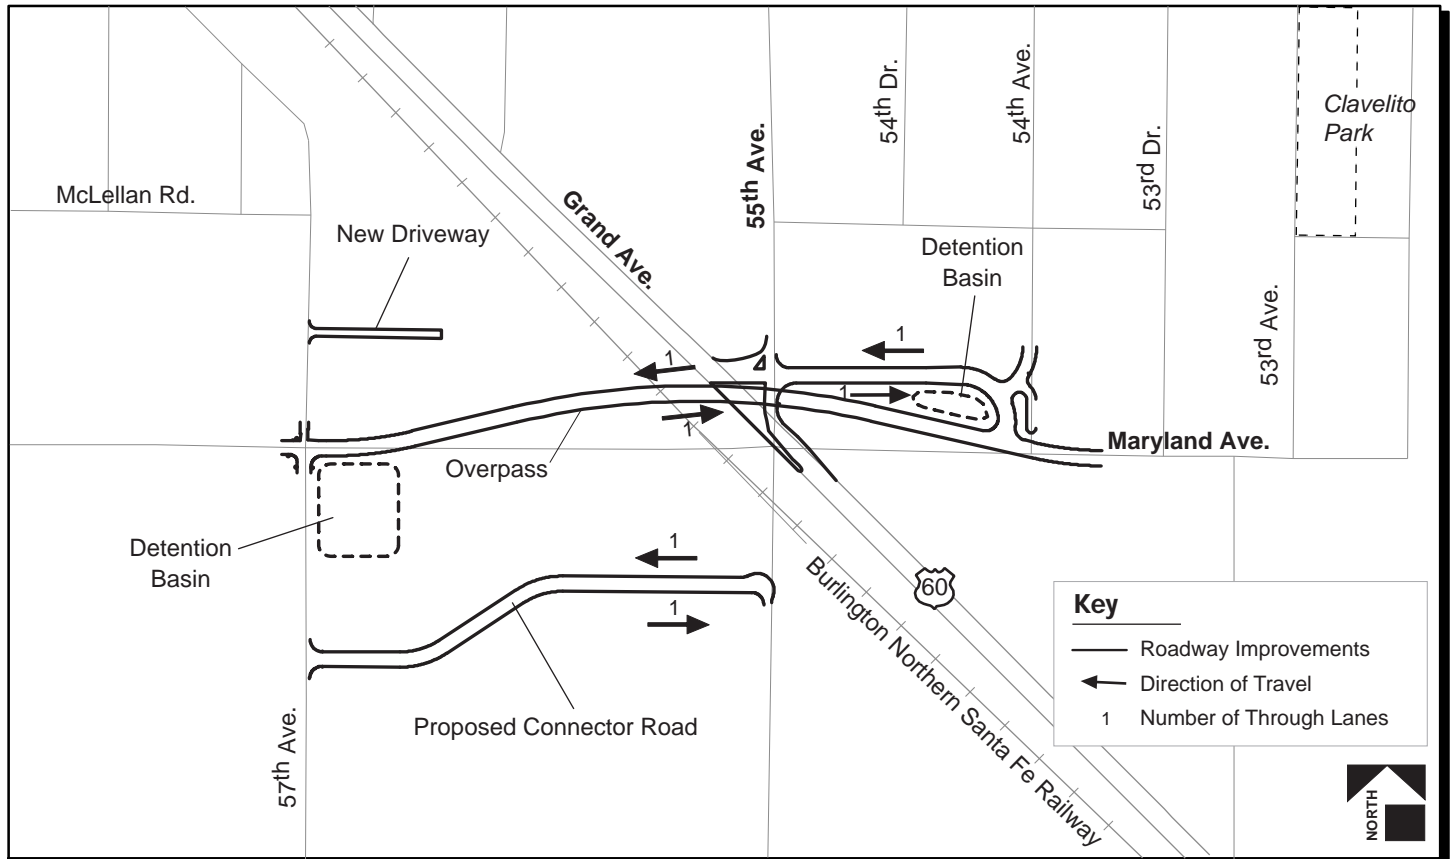 54th Dr.
54th Ave.
Clavelito
Park
55th Ave.
53rd Dr.
McLellan Rd.
Grand Ave.
New Driveway
Detention
Basin
53rd Ave.
1
1
1
1
Maryland Ave.
Overpass
Detention
Basin
1
1
60
Burlington Northern Santa Fe Railway
Proposed Connector Road
57th Ave.
Key
Roadway Improvements
Direction of Travel
1 Number of Through Lanes
NORTH